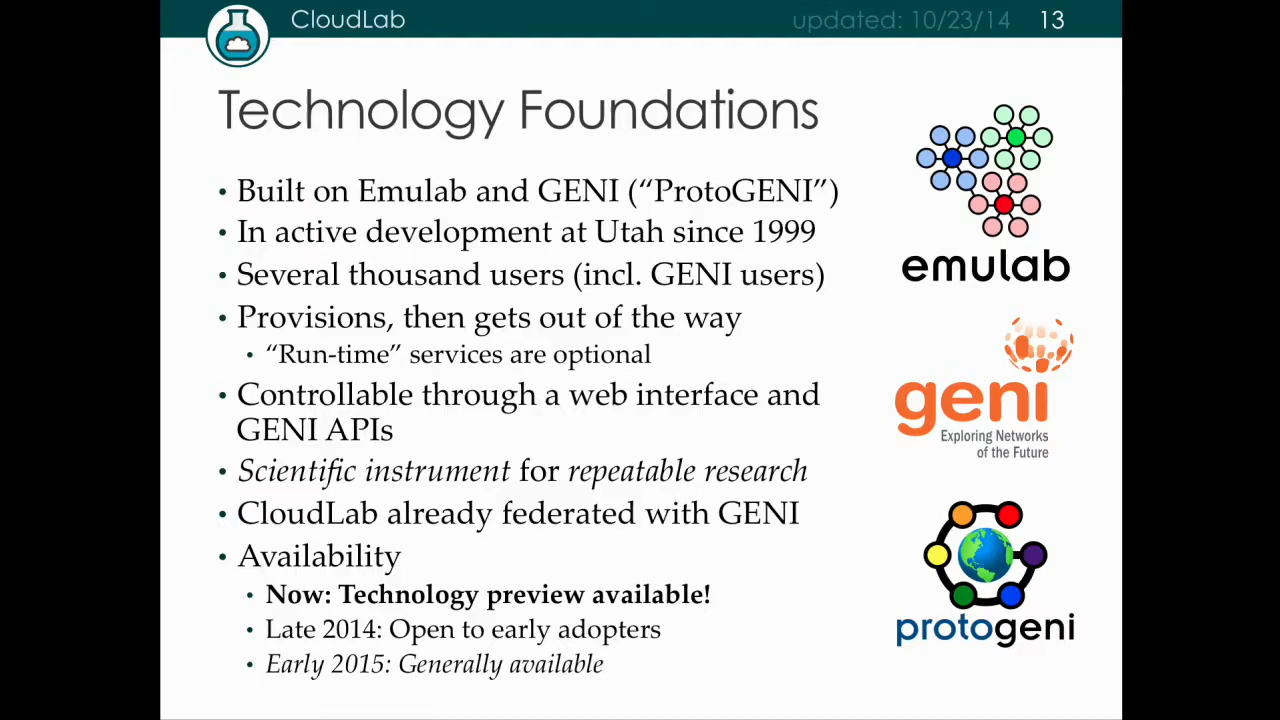 CloudLab
updated: 10/23/14 13
Technology Foundations
• Built on Emulab and GENI (“ProtoGENI”)
• In active development at Utah since 1999
• Several thousand users (incl. GENI users)
• Provisions, then gets out of the way
• “Run-time” services are optional
• Controllable through a web interface and
GENI APIs
• Scientific instrument for repeatable research
• CloudLab already federated with GENI
• Availability
• Now: Technology preview available!
• Late 2014: Open to early adopters
• Early 2015: Generally available
emulab
geni
Exploring Networks
of the Future
protogeni